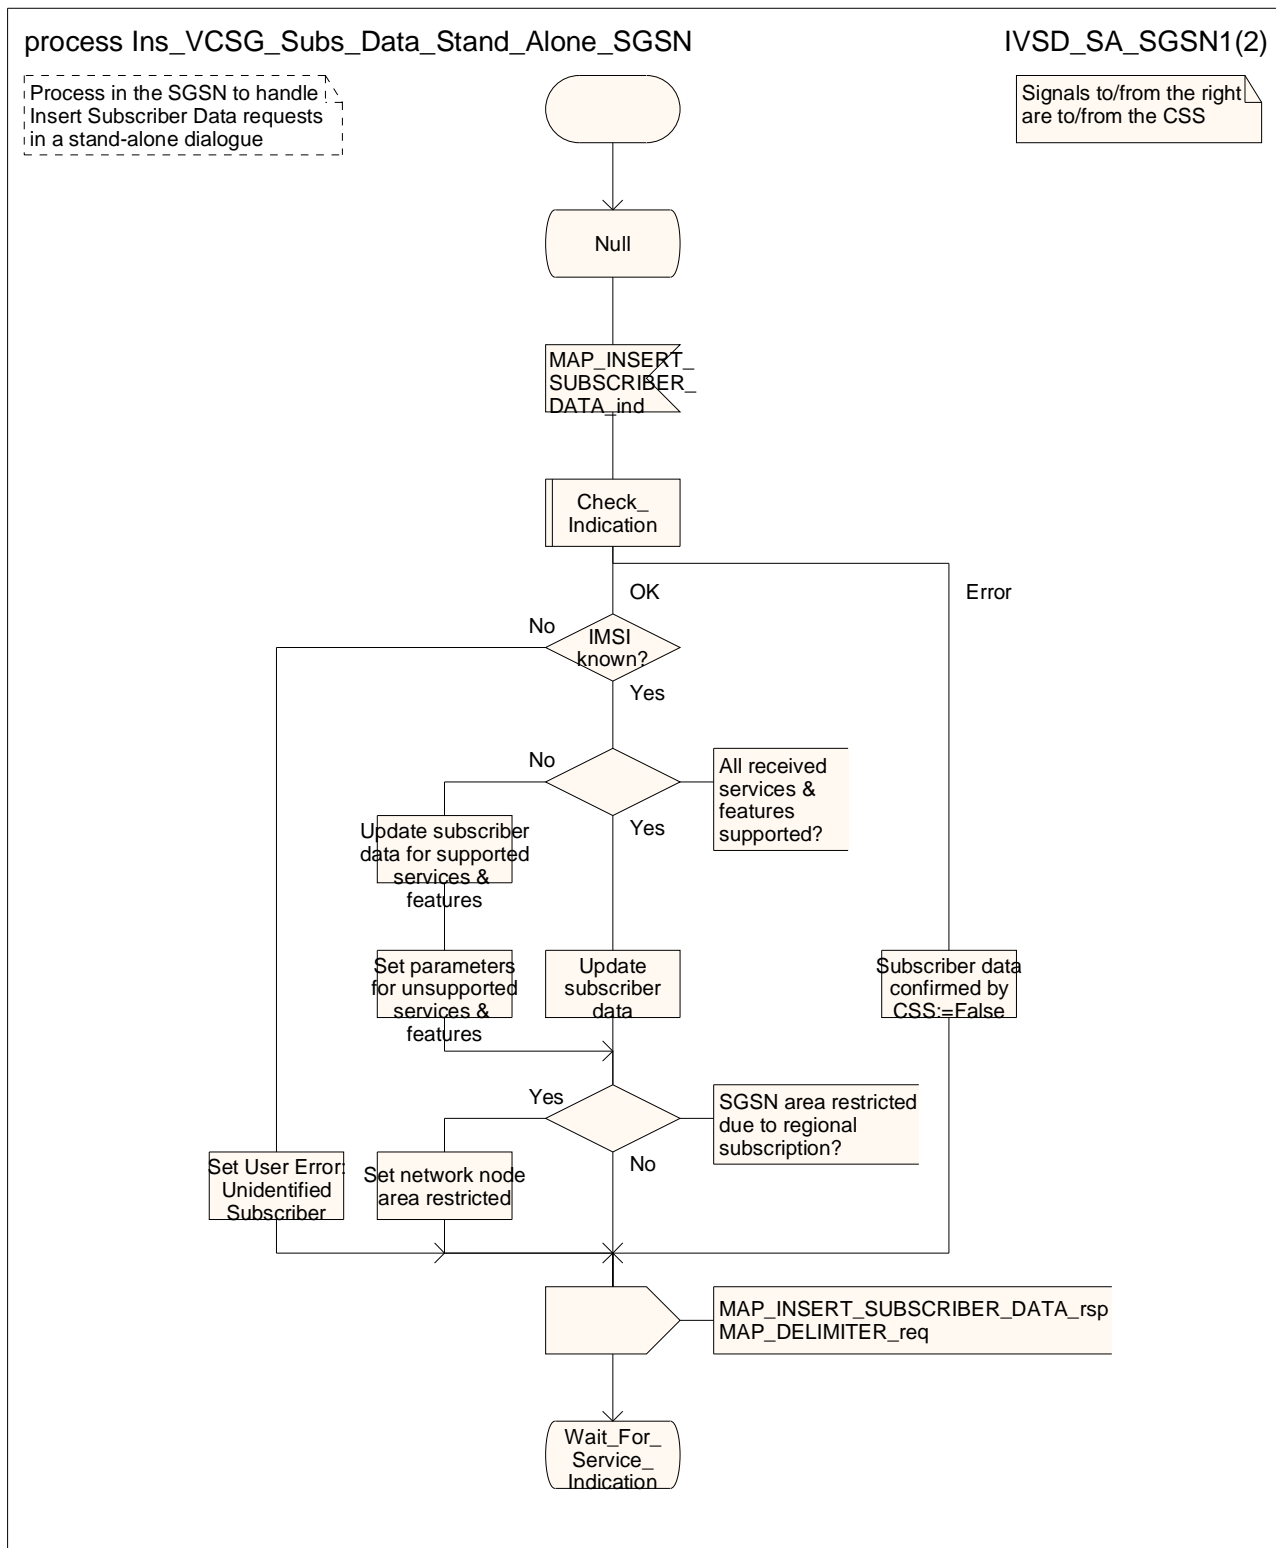 process Ins_VCSG_Subs_Data_Stand_Alone_SGSN
IVSD_SA_SGSN1(2)
Process in the SGSN to handle
Insert Subscriber Data requests
in a stand-alone dialogue
Signals to/from the right
are to/from the CSS
Null
MAP_INSERT_
SUBSCRIBER_
DATA_ind
Check_
Indication
OK
Error
No
IMSI
known?
Yes
No
All received
services &
features
supported?
Yes
Update subscriber
data for supported
services &
features
Set parameters
for unsupported
services &
features
Update
subscriber
data
Subscriber data
confirmed by
CSS:=False
Yes
SGSN area restricted
due to regional
subscription?
No
Set User Error:
Unidentified
Subscriber
Set network node
area restricted
MAP_INSERT_SUBSCRIBER_DATA_rsp
MAP_DELIMITER_req
Wait_For_
Service_
Indication